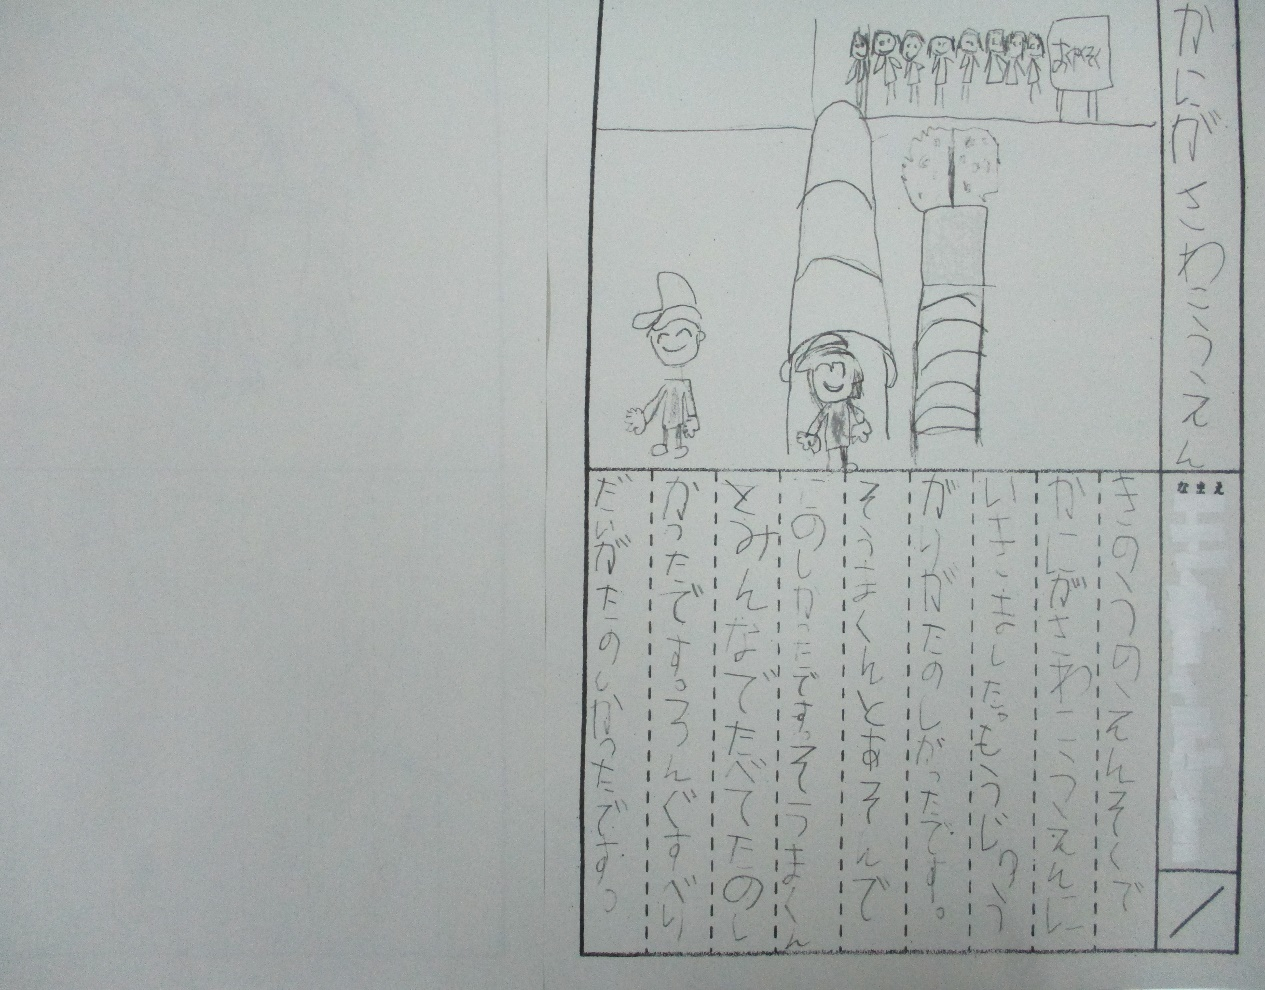 かにがさわこうえん
なまえ
おやくそく
きのうのえんそくで
かにがさわこうえんに
いきました。もうじゅう
がりがたのしがったです。
そうまくんとあそんで
たのしかったです。そうまくん
とみんなでたべてたのし
かったです。ろんぐすべり
だいがたのしかったです。